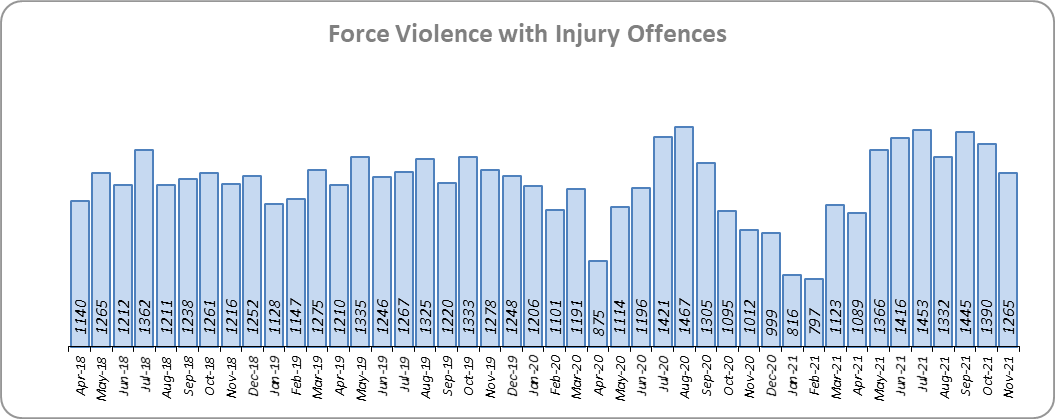 Force Violence with Injury Offences
1140 1265 1212 1362 1211 1238 1261 1216 1252 1128 1147 1275 1210 1335 1246 1267 1325 1220 1333 1278 1248 1206 1101 1191 875 1114 1196 1421 1467 1305 1095 1012 999 816 797 1123 1089 1366 1416 1453 1332 1445 1390 1265
Apr-18 May-18 Jun-18 Jul-18 Aug-18 Sep-18 Oct-18 Nov-18 Dec-18 Jan-19 Feb-19 Mar-19 Apr-19 May-19 Jun-19 Jul-19 Aug-19 Sep-19 Oct-19 Nov-19 Dec-19 Jan-20 Feb-20 Mar-20 Apr-20 May-20 Jun-20 Jul-20 Aug-20 Sep-20 Oct-20 Nov-20 Dec-20 Jan-21 Feb-21 Mar-21 Apr-21 May-21 Jun-21 Jul-21 Aug-21 Sep-21 Oct-21 Nov-21